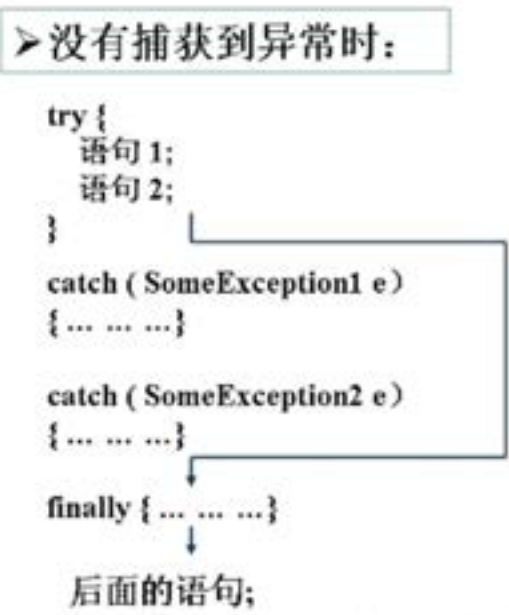 ➢没有捕获到异常时：
try {
语句 1;
语句 2;
}
catch ( SomeException1 e）
{ ... ... ...}
catch ( SomeException2 e）
{ ... ... ...}
finally { ... ... ...}
后面的语句;